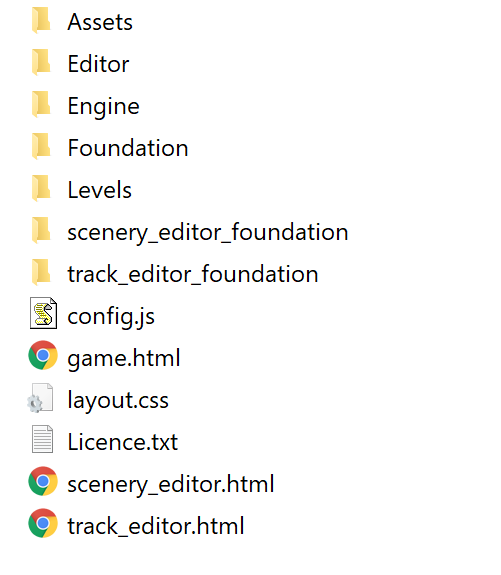 Assets
Editor
Engine
Foundation
Levels
scenery_editor_foundation
track_editor_foundation
config.js
game.html
layout.css
Licence.txt
scenery_editor.html
track_editor.html